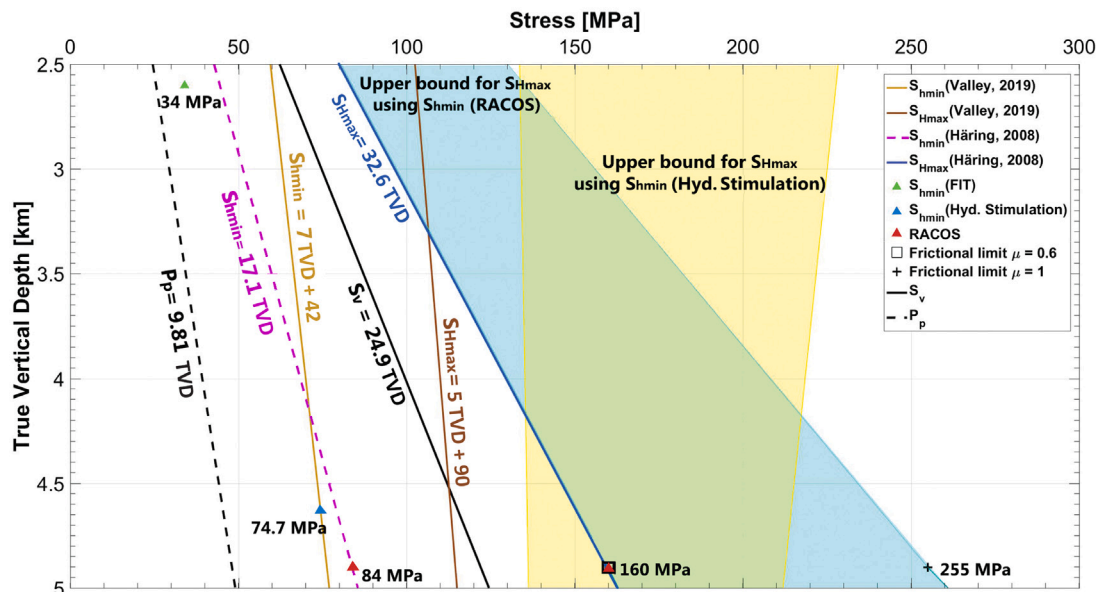 Stress [MPa]
0 50 100 150 200 250 300
True Vertical Depth [km]
2.5
3
3.5
4
4.5
5
34 MPa
Upper bound for SHmax
using Shmin (RACOS)
Upper bound for SHmax
using Shmin (Hyd. Stimulation)
Pp= 9.81 TVD
Shmin= 17.1 TVD
Shmin = 7 TVD + 42
Sv = 24.9 TVD
SHmax= 32.6 TVD
SHmax= 5 TVD + 90
74.7 MPa
84 MPa
160 MPa
255 MPa
Shmin(Valley, 2019)
SHmax(Valley, 2019)
Shmin(Häring, 2008)
SHmax(Häring, 2008)
Shmin(FIT)
Shmin(Hyd. Stimulation)
RACOS
Frictional limit μ = 0.6
Frictional limit μ = 1
Sv
Pp